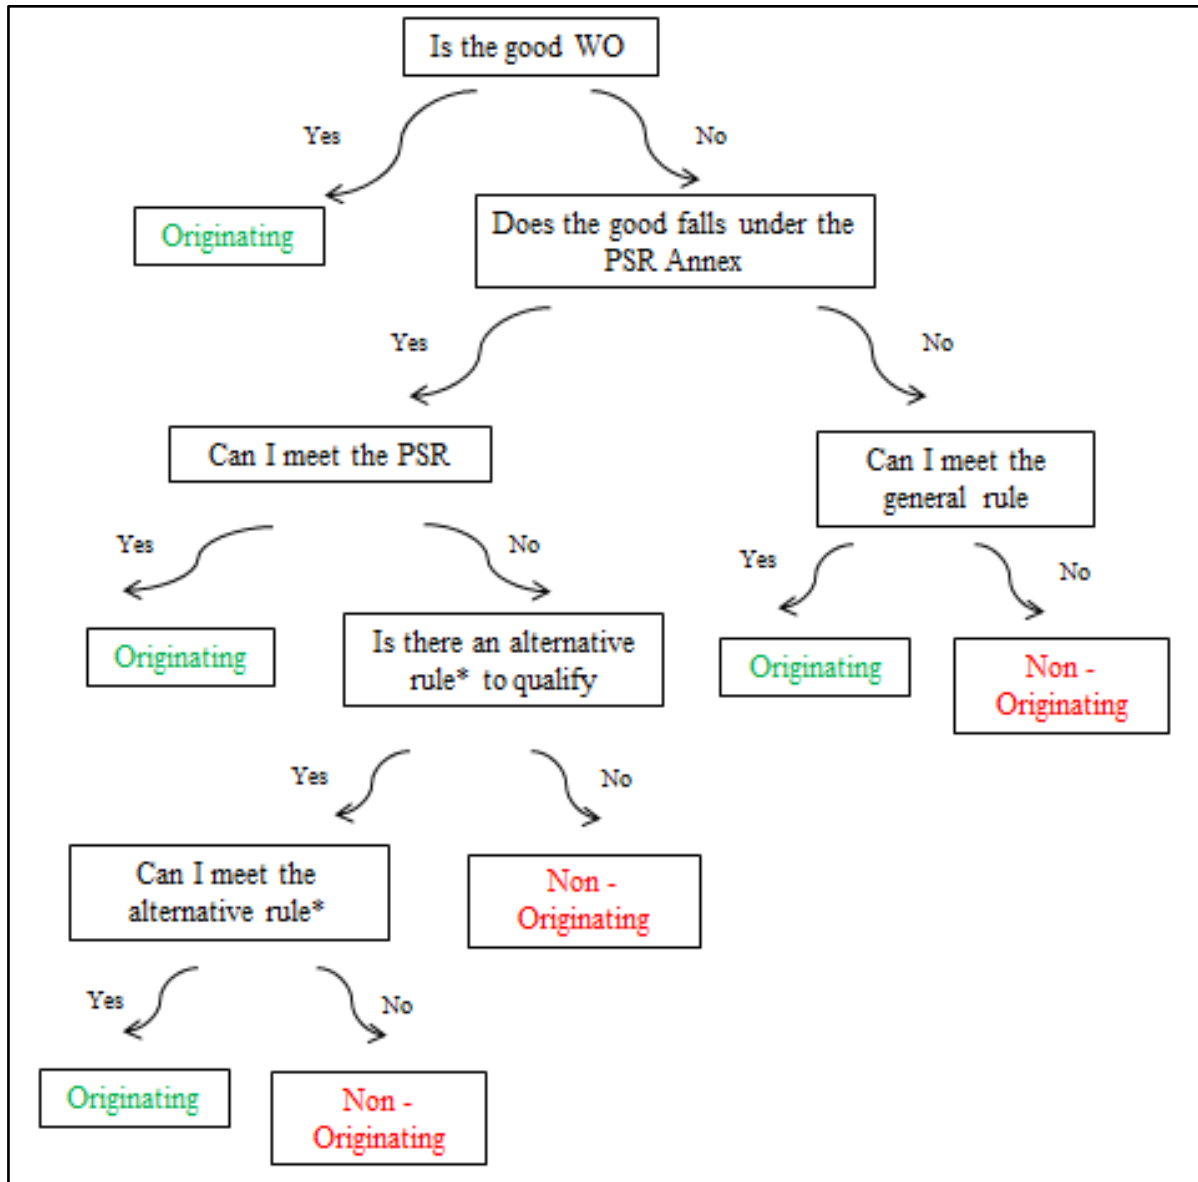 Is the good WO
Yes
No
Originating
Does the good falls under the
PSR Annex
Yes
No
Can I meet the PSR
Can I meet the
general rule
Yes
No
Yes
No
Originating
Is there an alternative
rule* to qualify
Originating
Non -
Originating
Yes
No
Can I meet the
alternative rule*
Non -
Originating
Yes
No
Originating
Non -
Originating